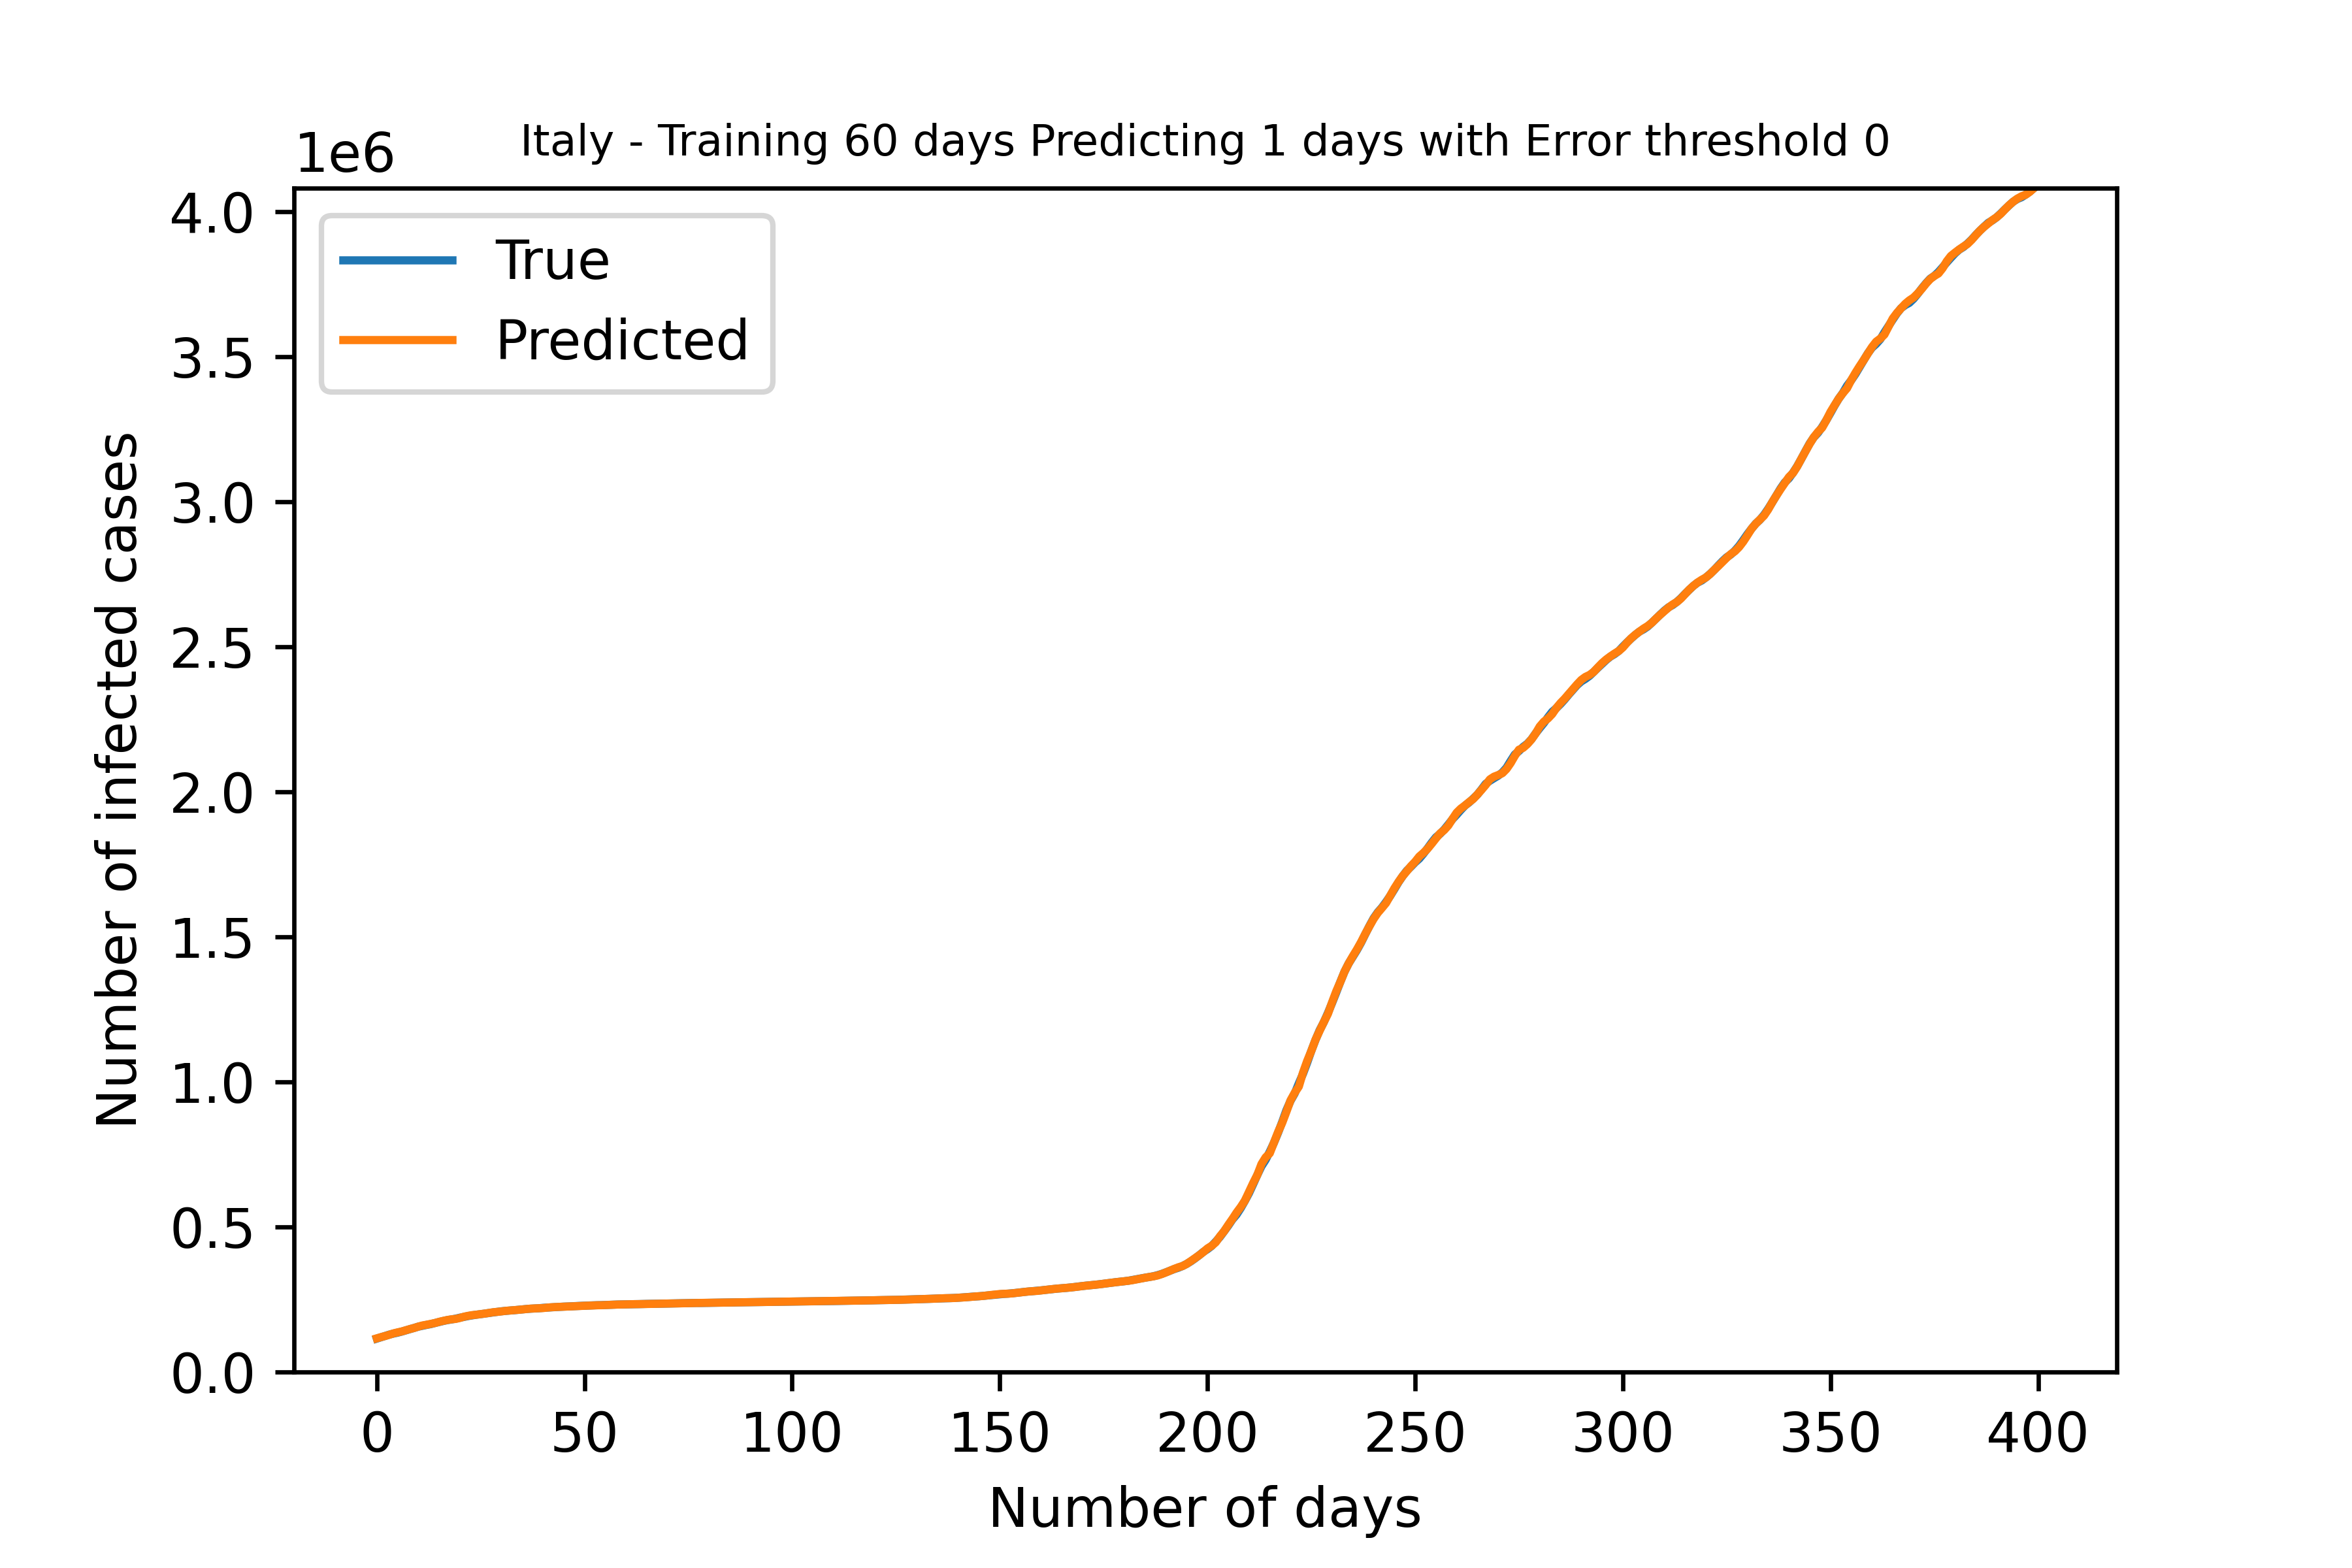 Italy - Training 60 days Predicting 1 days with Error threshold 0
1e6
True
Predicted
4.0
3.5
3.0
2.5
2.0
1.5
1.0
0.5
0.0
Number of infected cases
0 50 100 150 200 250 300 350 400
Number of days